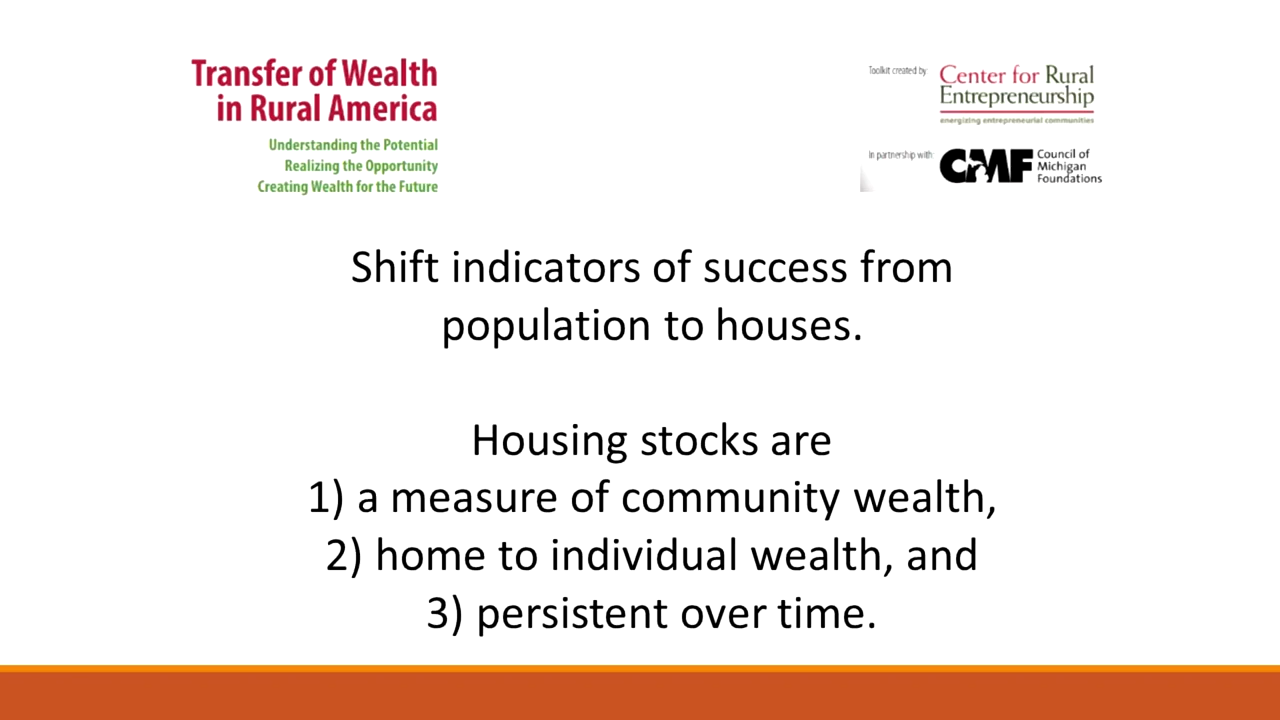 Transfer of Wealth
in Rural America
Understanding the Potential
Realizing the Opportunity
Creating Wealth for the Future
Toolkit created by:
Center for Rural
Entrepreneurship
energizing entrepreneurial communities
In partnership with:
CMF
Council of
Michigan
Foundations
Shift indicators of success from
population to houses.
Housing stocks are
1) a measure of community wealth,
2) home to individual wealth, and
3) persistent over time.